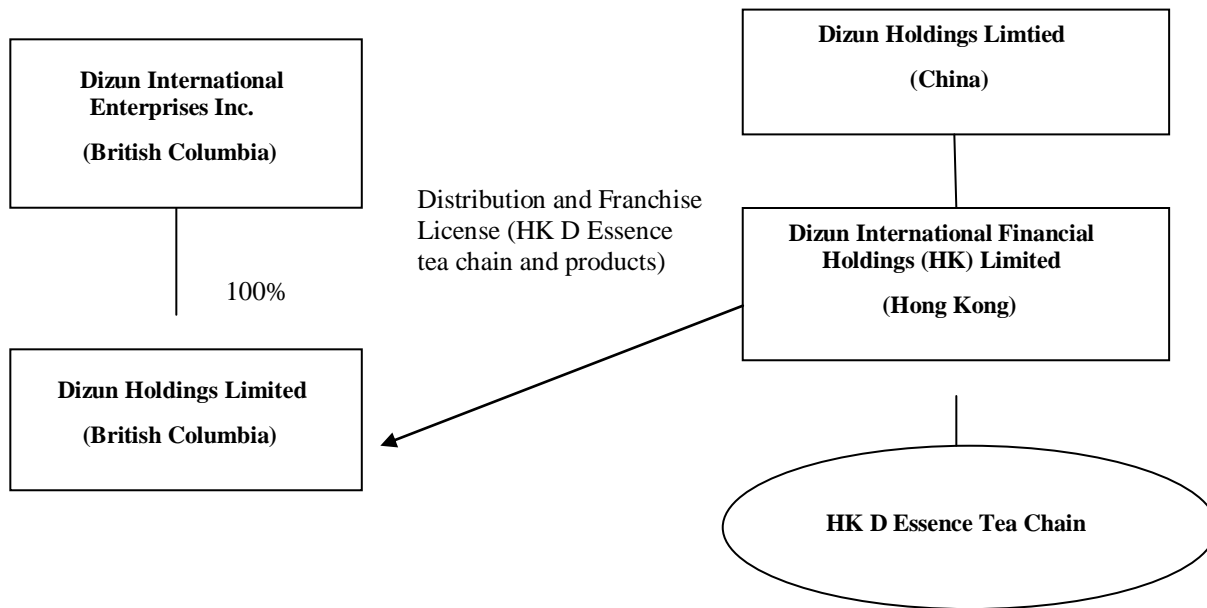 Dizun International
Enterprises Inc.
(British Columbia)
100%
Dizun Holdings Limited
(British Columbia)
Distribution and Franchise
License (HK D Essence
tea chain and products)
Dizun Holdings Limtied
(China)
Dizun International Financial
Holdings (HK) Limited
(Hong Kong)
HK D Essence Tea Chain